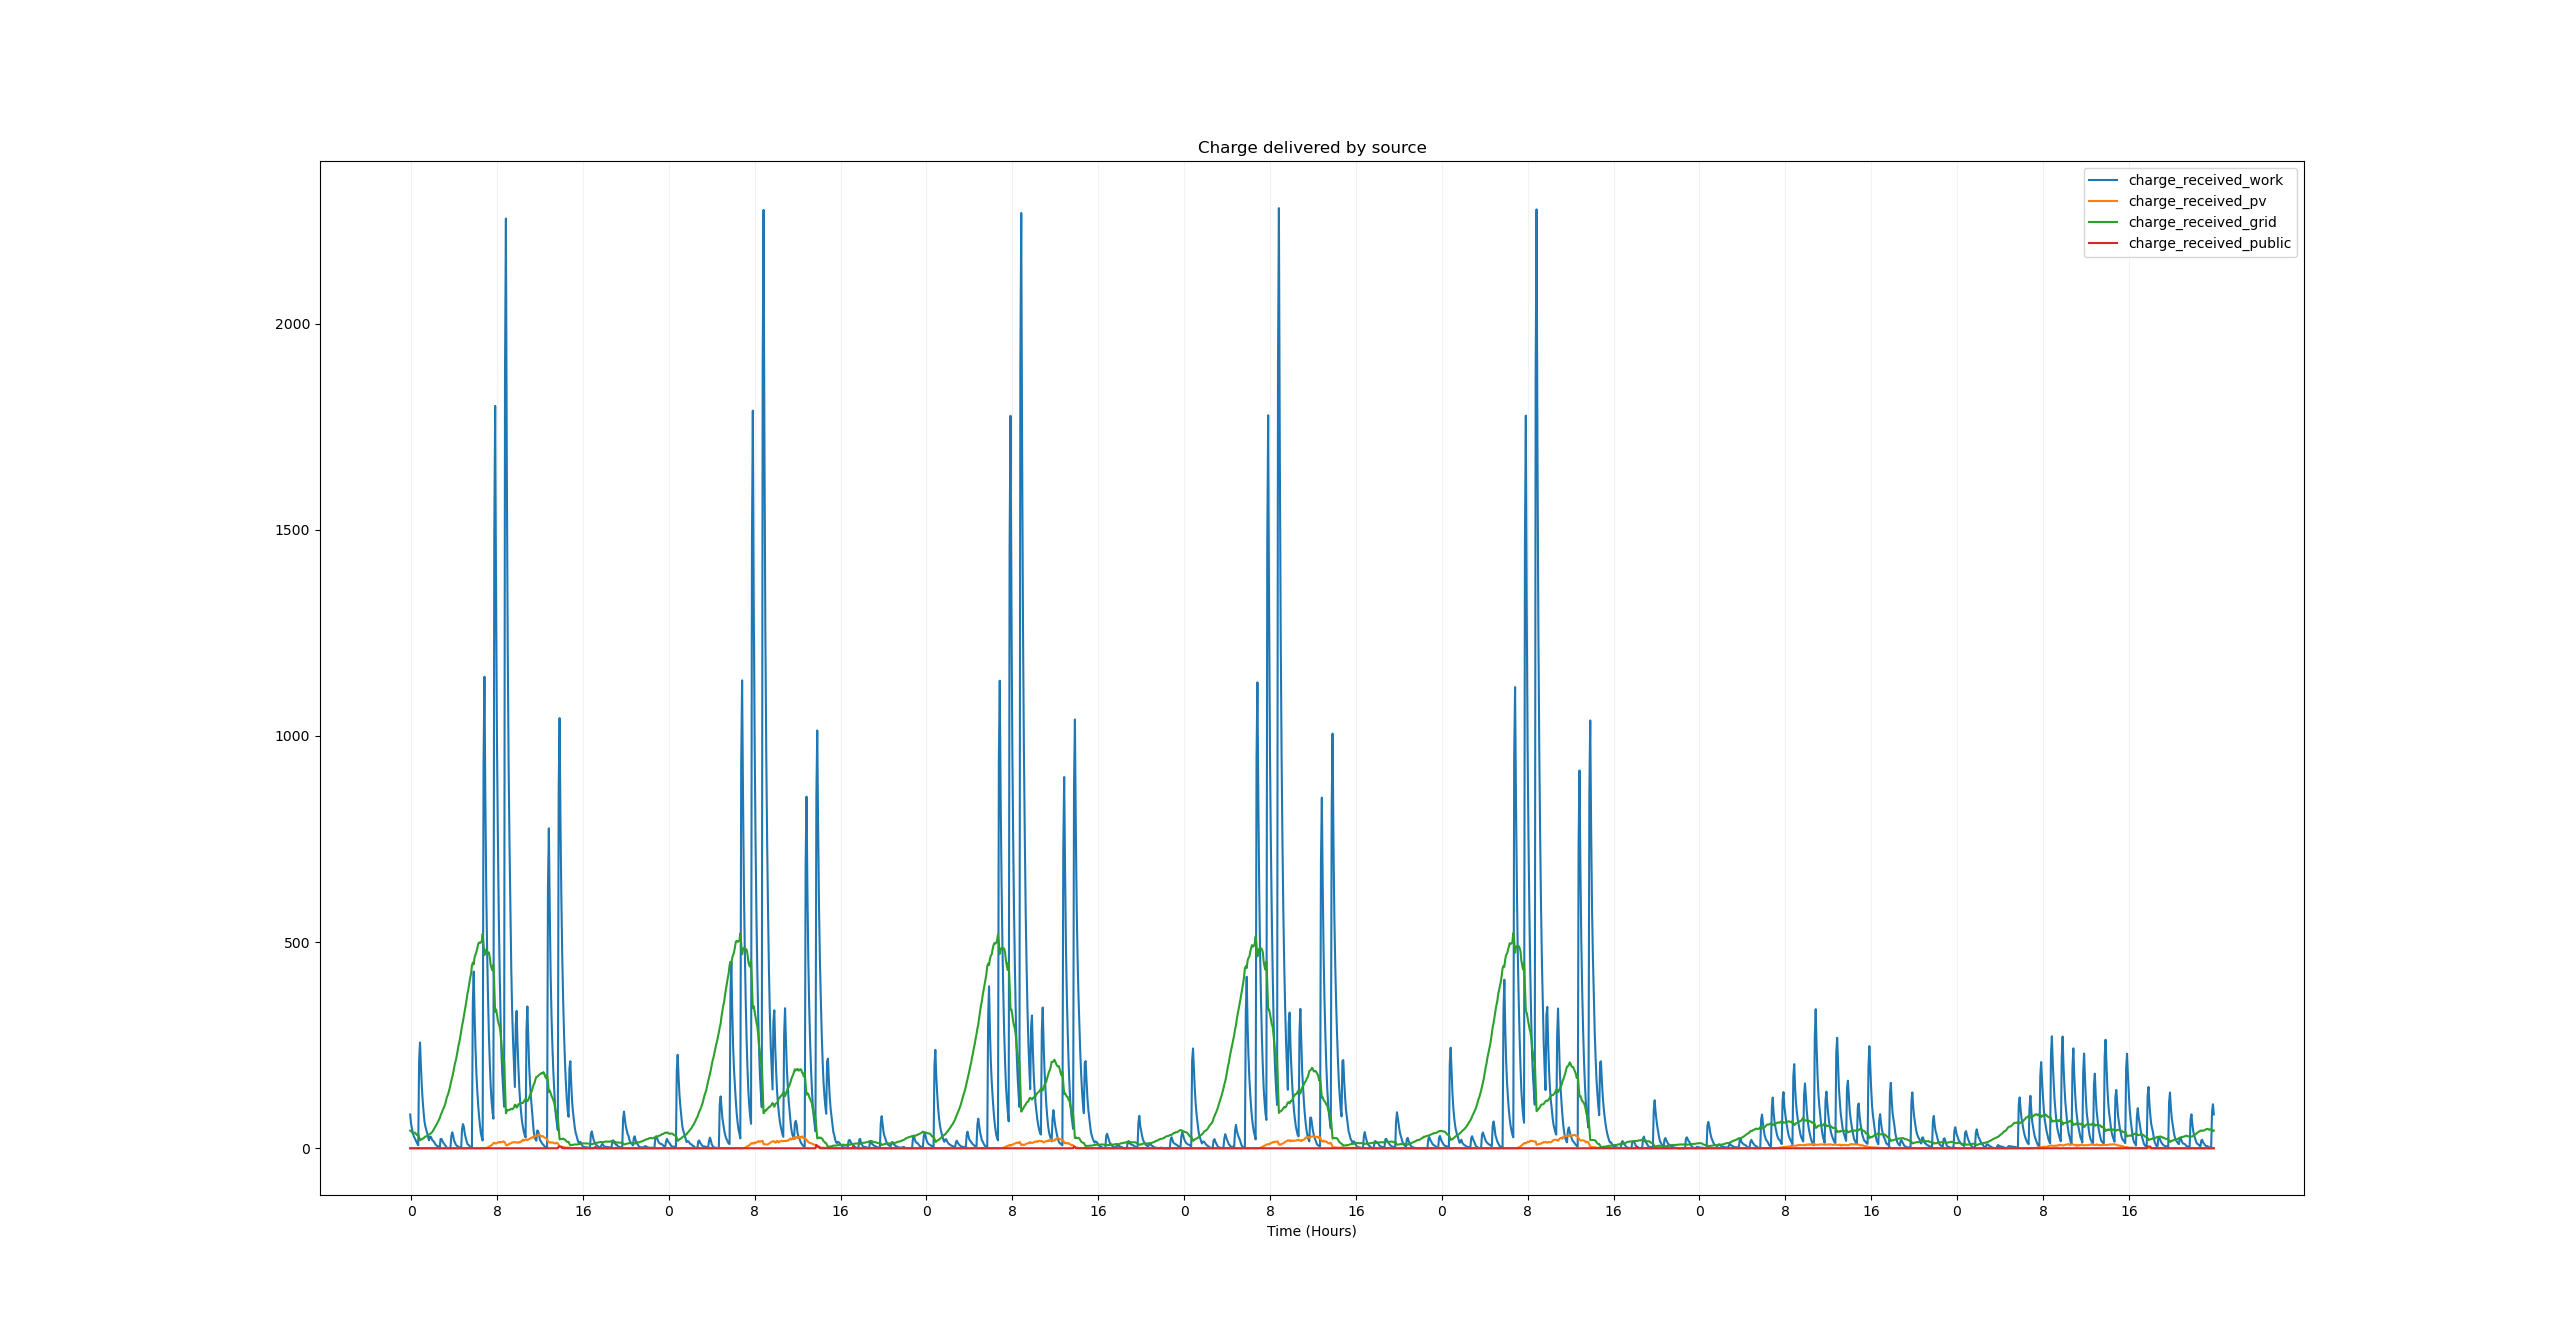 Charge delivered by source
charge_received_work
charge_received_pv
charge_received_grid
charge_received_public
2000
1500
1000
500
0
0 8 16 0 8 16 0 8 16 0 8 16 0 8 16 0 8 16 0 8 16
Time (Hours)